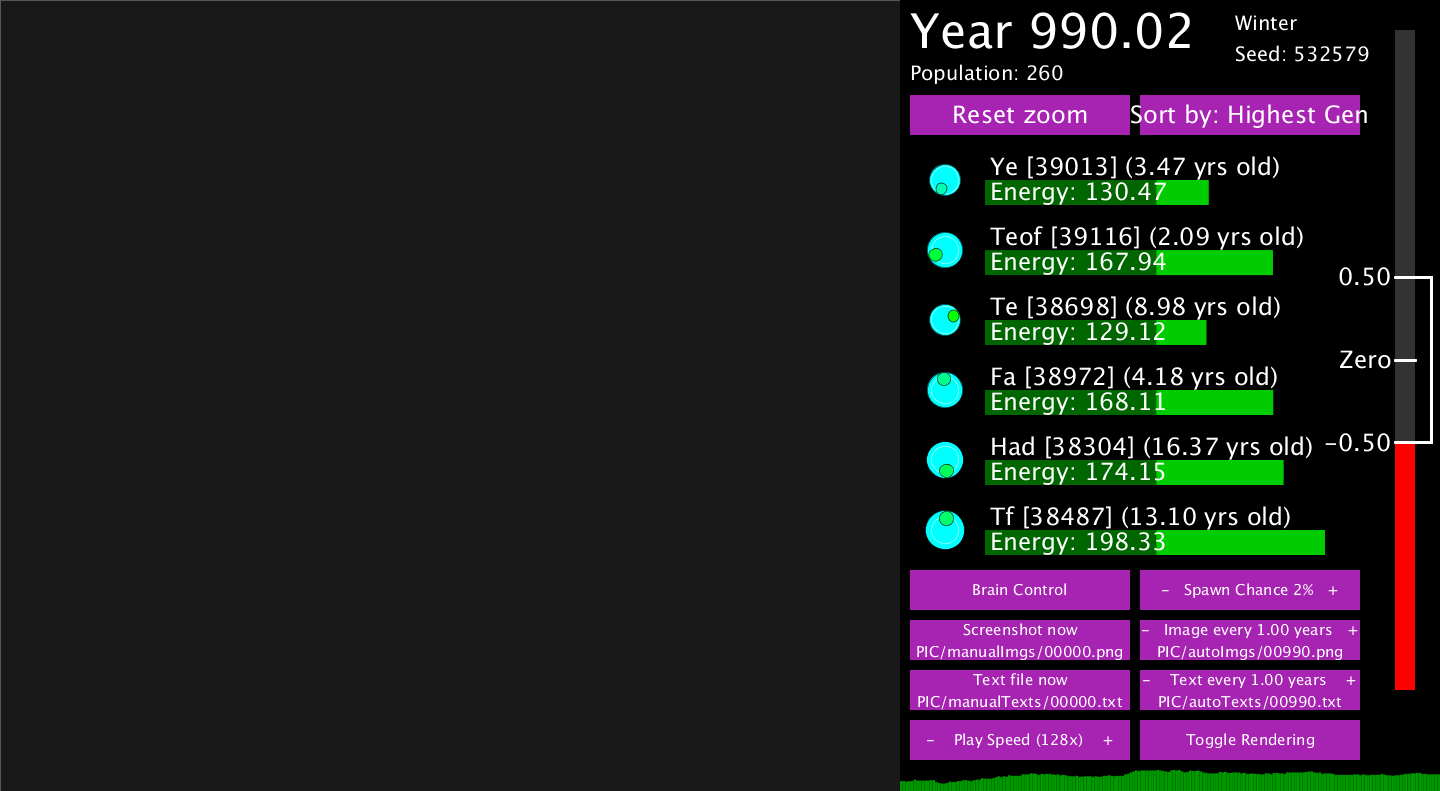 Year 990.02
Winter
Seed: 532579
Population: 260
Reset zoom
Sort by: Highest Gen
Ye [39013] (3.47 yrs old)
Energy: 130.47
Teof [39116] (2.09 yrs old)
Energy: 167.94
0.50
Te [38698] (8.98 yrs old)
Energy: 129.12
Zero
Fa [38972] (4.18 yrs old)
Energy: 168.11
Had [38304] (16.37 yrs old)
-0.50
Energy: 174.15
Tf [38487] (13.10 yrs old)
Energy: 198.33
Brain Control
- Spawn Chance 2% +
Screenshot now
PIC/manualImgs/00000.png
- Image every 1.00 years +
PIC/autoImgs/00990.png
Text file now
PIC/manualTexts/00000.txt
- Text every 1.00 years +
PIC/autoTexts/00990.txt
- Play Speed (128x) +
Toggle Rendering